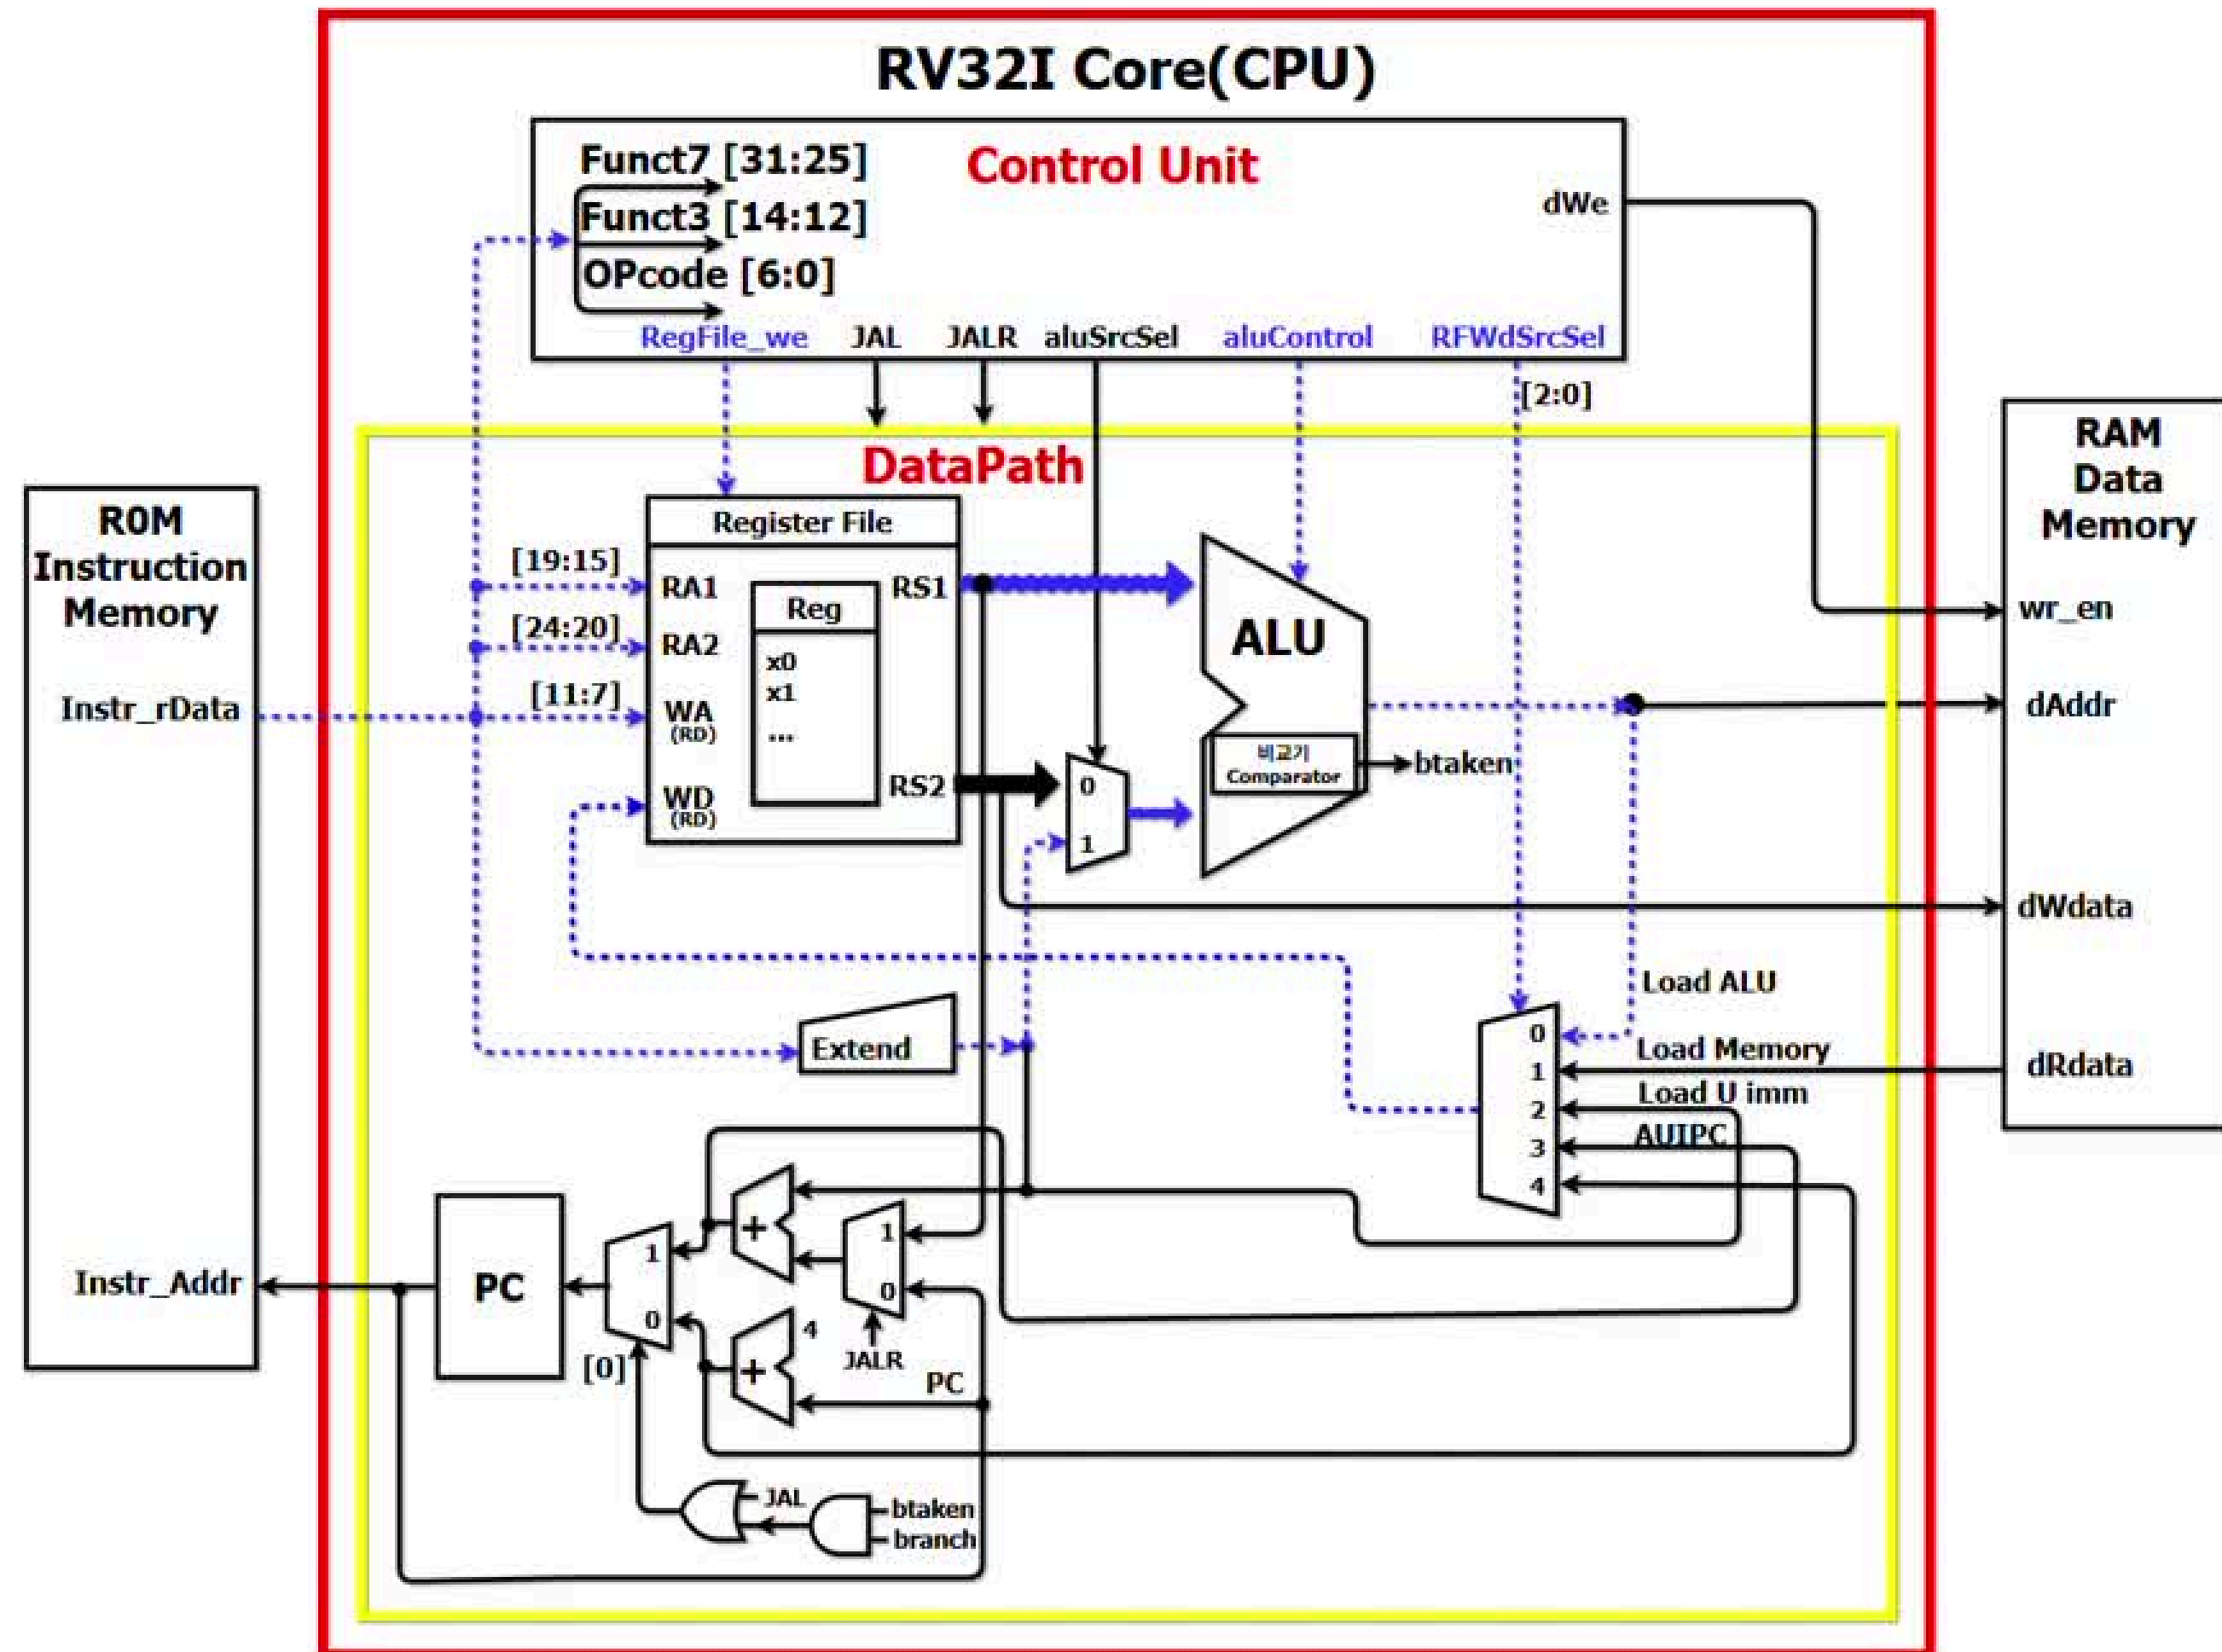 RV32I Core(CPU)
Control Unit
Funct7 [31:25]
Funct3 [14:12]
OPcode [6:0]
dWe
RegFile_we
JAL
JALR
aluSrcSel
aluControl
RFWdSrcSel
[2:0]
DataPath
R0M
Instruction
Memory
Instr_rData
Instr_Addr
RAM
Data
Memory
wr_en
dAddr
dWdata
dRdata
Register File
[19:15]
RA1
[24:20]
RA2
[11:7]
WA
(RD)
WD
(RD)
Reg
x0
x1
...
RS1
RS2
0
1
ALU
비교기
Comparator
btaken
Extend
Load ALU
0
Load Memory
1
Load U imm
2
AUIPC
3
4
PC
1
0
[0]
+
+
4
1
0
JALR
PC
JAL
btaken
branch